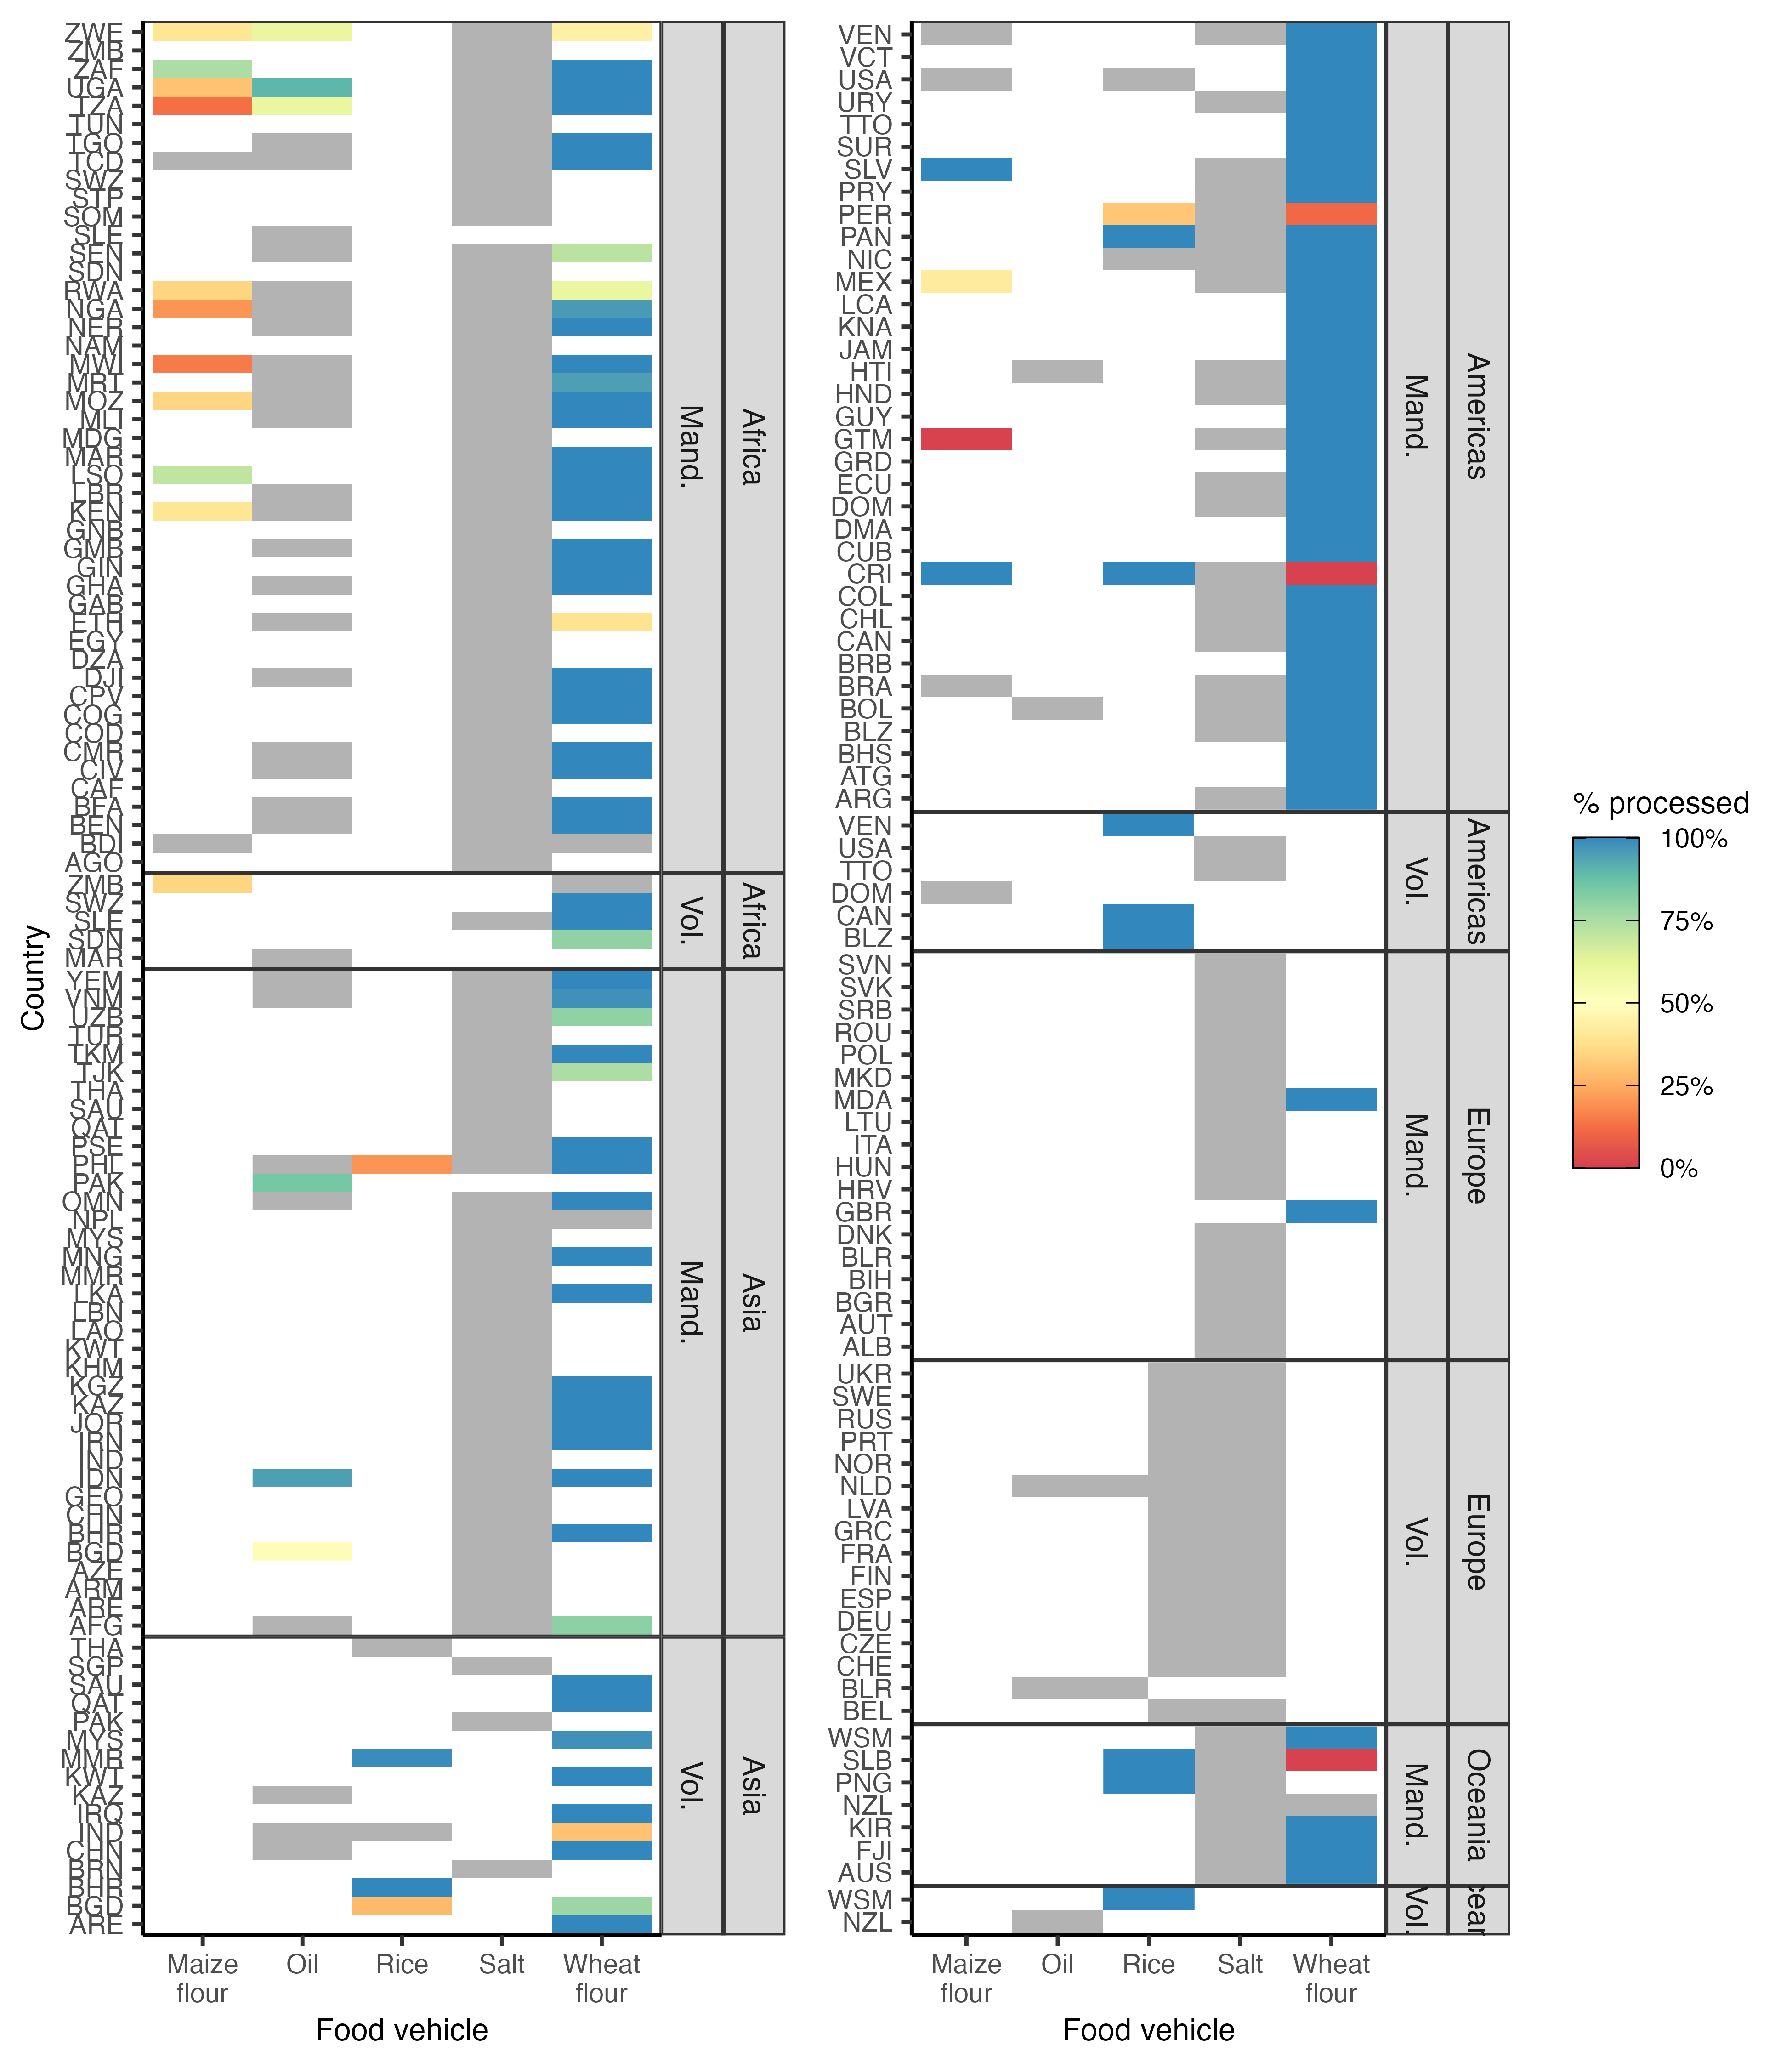 Country
ZWE
ZMB
ZAF
UGA
TZA
TUN
TGO
TCD
SWZ
STP
SOM
SLE
SEN
SDN
RWA
NGA
NER
NAM
MWI
MRT
MOZ
MLI
MDG
MAR
LSO
LBR
KEN
GNB
GMB
GIN
GHA
GAB
ETH
EGY
DZA
DJI
CPV
COG
COD
CMR
CIV
CAF
BFA
BEN
BDI
AGO
Mand.
Africa
ZMB
SWZ
SLE
SDN
MAR
Vol.
Africa
YEM
VNM
UZB
TUR
TKM
TJK
THA
SAU
QAT
PSE
PHL
PAK
OMN
NPL
MYS
MNG
MMR
LKA
LBN
LAO
KWT
KHM
KGZ
KAZ
JOR
IRN
IND
IDN
GEO
CHN
BHR
BGD
AZE
ARM
ARE
AFG
Mand.
Asia
THA
SGP
SAU
QAT
PAK
MYS
MMR
KWT
KAZ
IRQ
IND
CHN
BRN
BHR
BGD
ARE
Vol.
Asia
Maize flour
Oil
Rice
Salt
Wheat flour
Food vehicle
VEN
VCT
USA
URY
TTO
SUR
SLV
PRY
PER
PAN
NIC
MEX
LCA
KNA
JAM
HTI
HND
GUY
GTM
GRD
ECU
DOM
DMA
CUB
CRI
COL
CHL
CAN
BRB
BRA
BOL
BLZ
BHS
ATG
ARG
Mand.
Americas
VEN
USA
TTO
DOM
CAN
BLZ
Vol.
Americas
SVN
SVK
SRB
ROU
POL
MKD
MDA
LTU
ITA
HUN
HRV
GBR
DNK
BLR
BIH
BGR
AUT
ALB
Mand.
Europe
UKR
SWE
RUS
PRT
NOR
NLD
LVA
GRC
FRA
FIN
ESP
DEU
CZE
CHE
BLR
BEL
Vol.
Europe
WSM
SLB
PNG
NZL
KIR
FJI
AUS
Mand.
Oceania
WSM
NZL
Vol.
Maize flour
Oil
Rice
Salt
Wheat flour
Food vehicle
% processed
100%
75%
50%
25%
0%